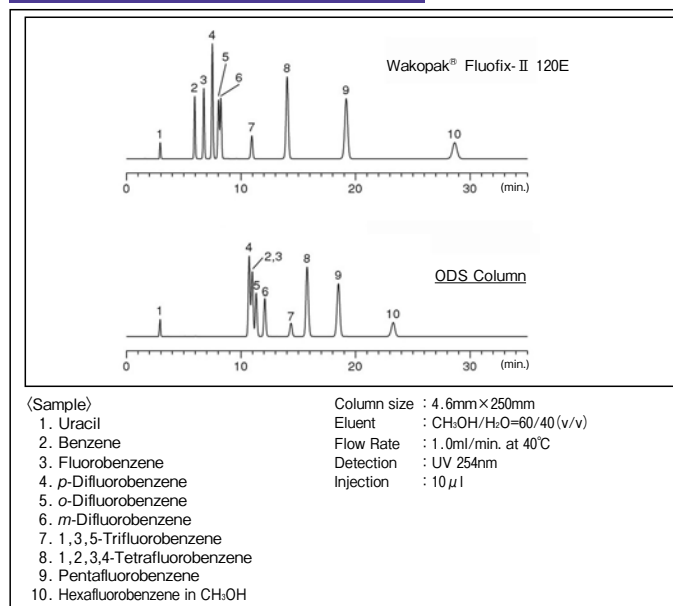 Wakopak® Fluofix-Ⅱ 120E
1
2
3
4
5
6
7
8
9
10
0
10
20
30
(min.)
ODS Column
1
4
2,3
5
6
7
8
9
10
0
10
20
30
(min.)
〈Sample〉
1. Uracil
2. Benzene
3. Fluorobenzene
4. p-Difluorobenzene
5. o-Difluorobenzene
6. m-Difluorobenzene
7. 1,3,5-Trifluorobenzene
8. 1,2,3,4-Tetrafluorobenzene
9. Pentafluorobenzene
10. Hexafluorobenzene in CH₃OH
Column size : 4.6mm×250mm
Eluent : CH₃OH/H₂O=60/40(v/v)
Flow Rate : 1.0ml/min. at 40℃
Detection : UV 254nm
Injection : 10μl